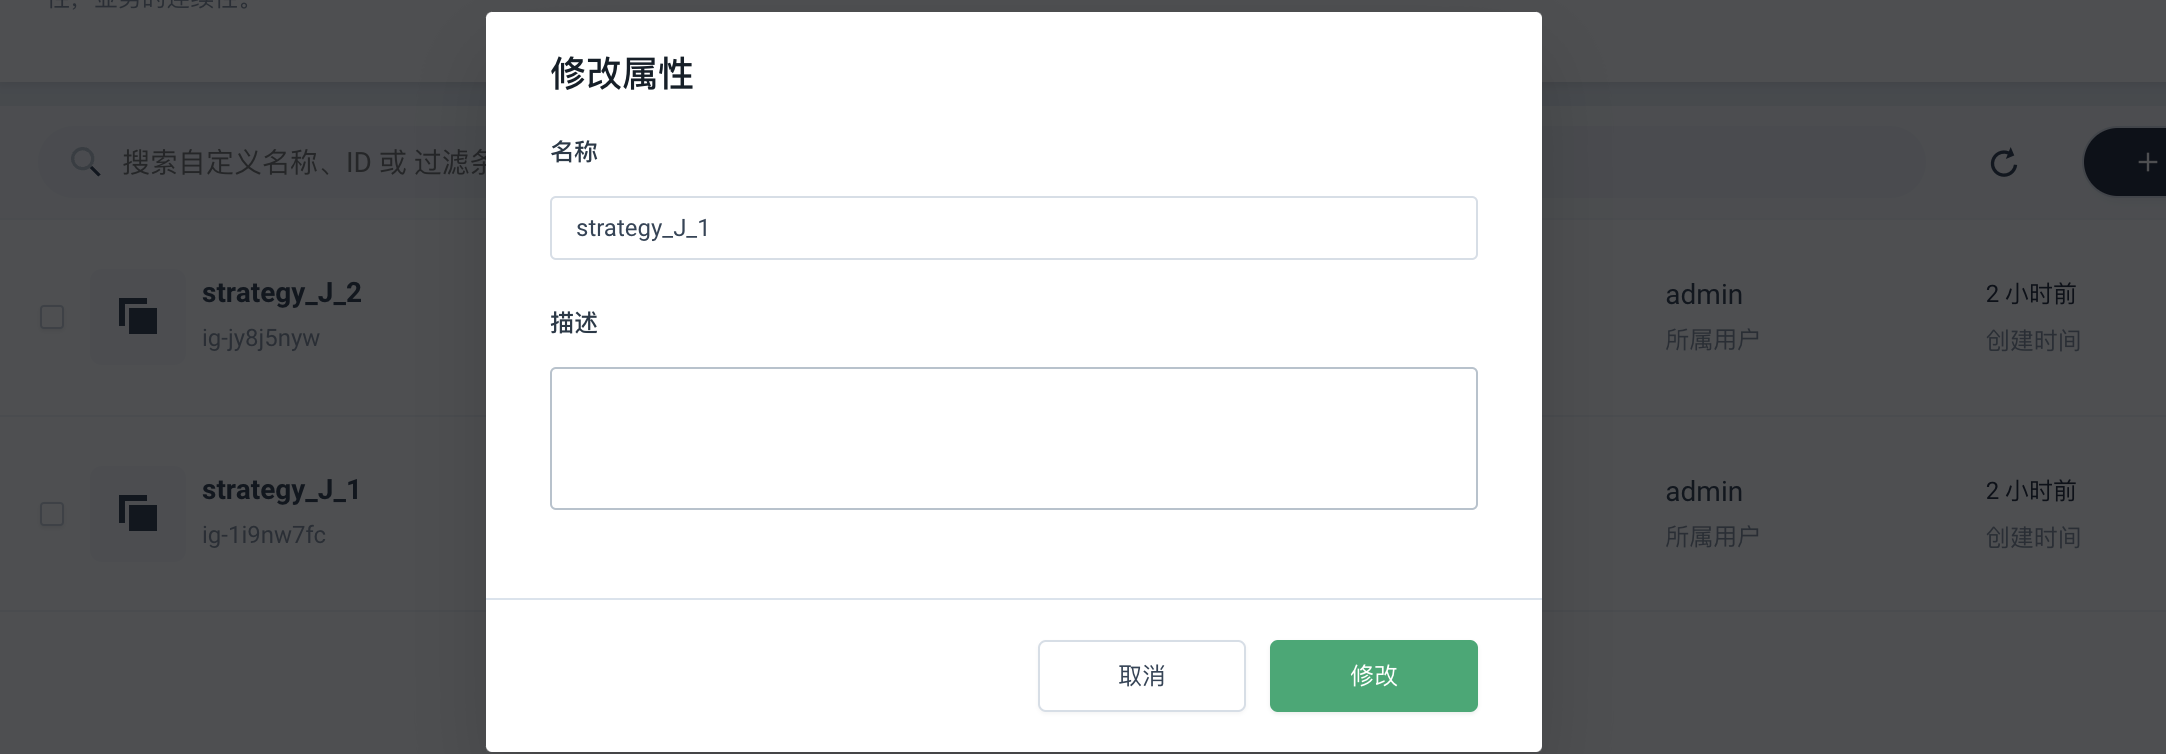 修改属性
名称
strategy_J_1
描述
取消
修改
搜索自定义名称、ID 或 过滤条
strategy_J_2
ig-jy8j5nyw
admin
所属用户
2 小时前
创建时间
strategy_J_1
ig-1i9nw7fc
admin
所属用户
2 小时前
创建时间